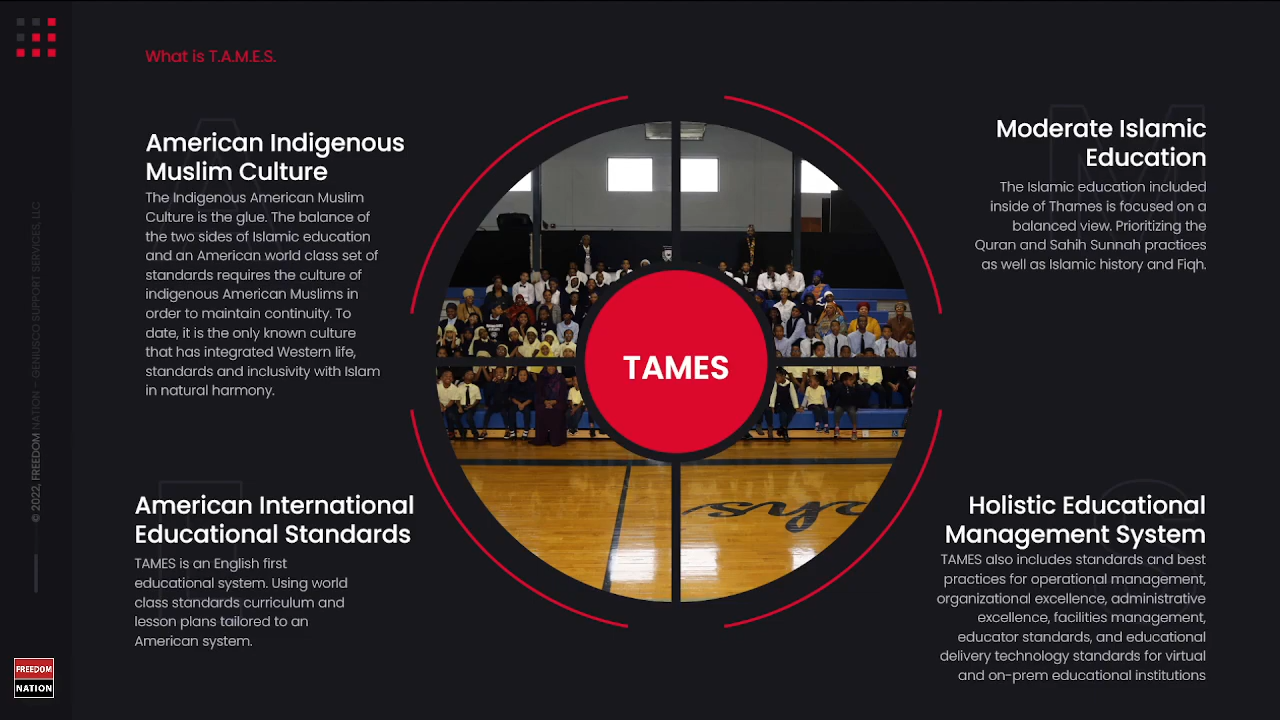 What is T.A.M.E.S.
American Indigenous
Muslim Culture
The Indigenous American Muslim
Culture is the glue. The balance of
the two sides of Islamic education
and an American world class set of
standards requires the culture of
indigenous American Muslims in
order to maintain continuity. To
date, it is the only known culture
that has integrated Western life,
standards and inclusivity with Islam
in natural harmony.
Moderate Islamic
Education
The Islamic education included
inside of Thames is focused on a
balanced view. Prioritizing the
Quran and Sahih Sunnah practices
as well as Islamic history and Fiqh.
TAMES
American International
Educational Standards
TAMES is an English first
educational system. Using world
class standards curriculum and
lesson plans tailored to an
American system.
Holistic Educational
Management System
TAMES also includes standards and best
practices for operational management,
organizational excellence, administrative
excellence, facilities management,
educator standards, and educational
delivery technology standards for virtual
and on-prem educational institutions
© 2022, FREEDOM NATION – GENIUSCO SUPPORT SERVICES, LLC
FREEDOM
NATION